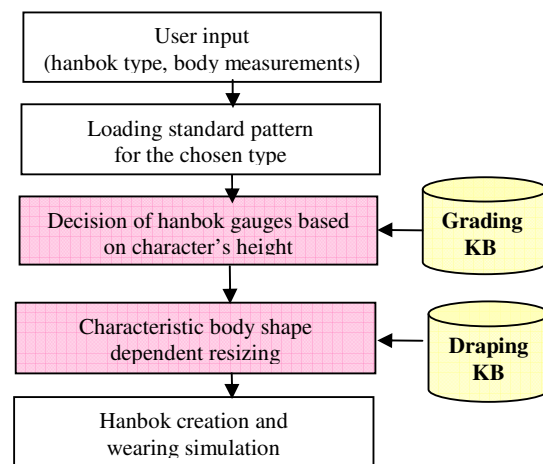 User input
(hanbok type, body measurements)
Loading standard pattern
for the chosen type
Decision of hanbok gauges based
on character's height
Grading
KB
Characteristic body shape
dependent resizing
Draping
KB
Hanbok creation and
wearing simulation